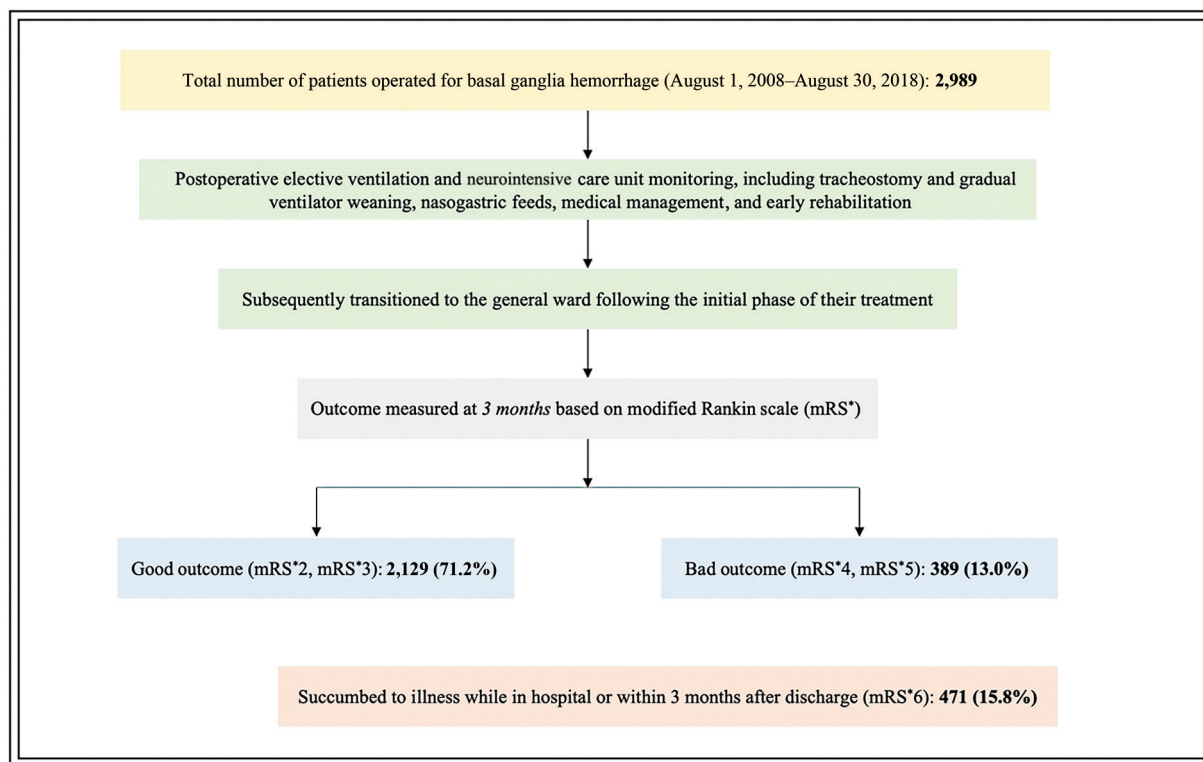 Total number of patients operated for basal ganglia hemorrhage (August 1, 2008–August 30, 2018): 2,989
Postoperative elective ventilation and neurointensive care unit monitoring, including tracheostomy and gradual
ventilator weaning, nasogastric feeds, medical management, and early rehabilitation
Subsequently transitioned to the general ward following the initial phase of their treatment
Outcome measured at 3 months based on modified Rankin scale (mRS*)
Good outcome (mRS*2, mRS*3): 2,129 (71.2%)
Bad outcome (mRS*4, mRS*5): 389 (13.0%)
Succumbed to illness while in hospital or within 3 months after discharge (mRS*6): 471 (15.8%)